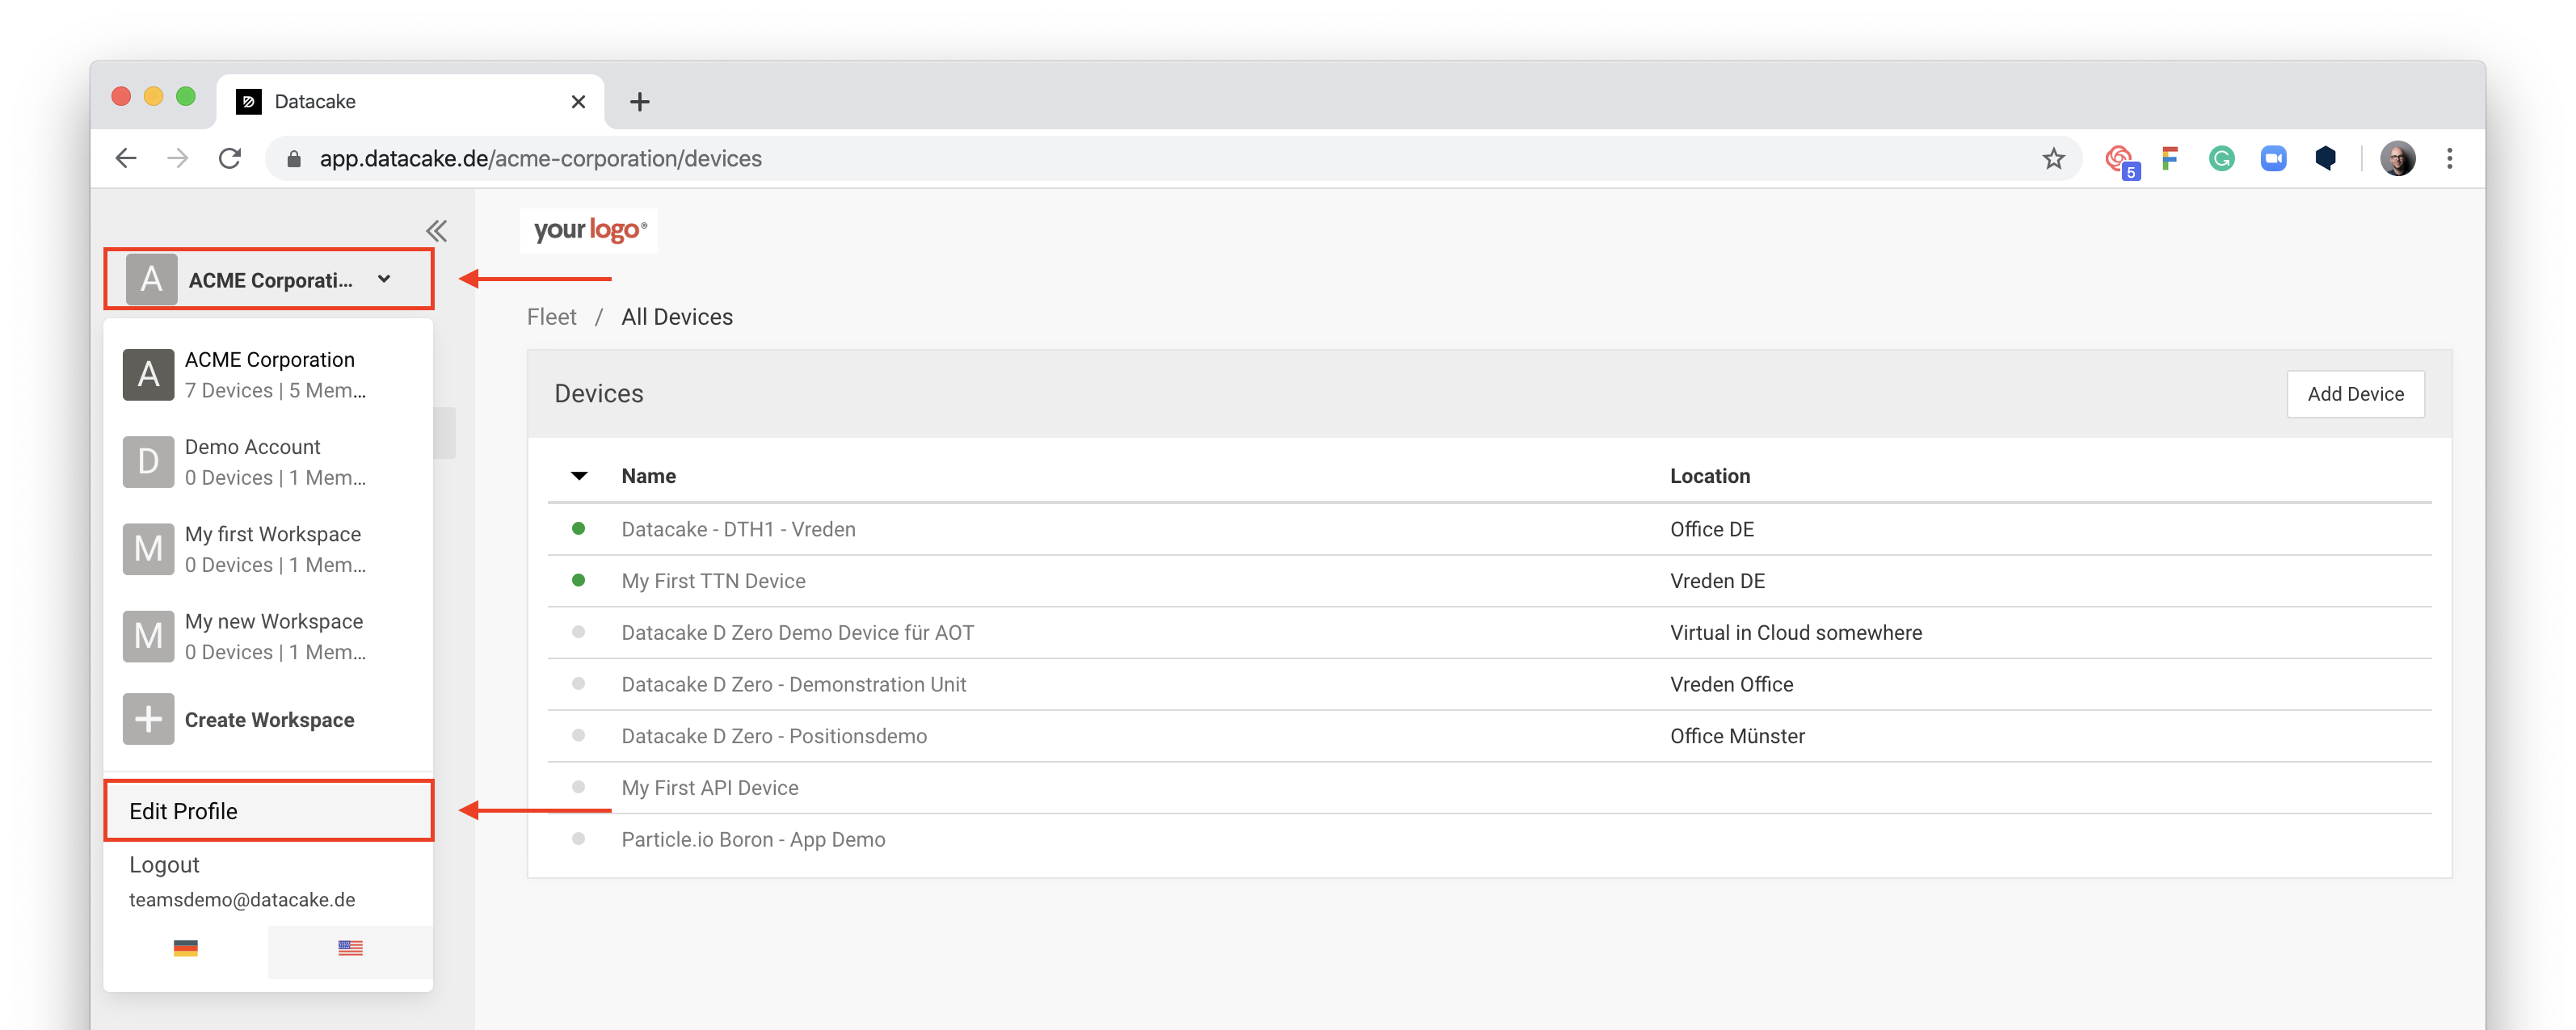 Datacake
app.datacake.de/acme-corporation/devices
5
your logo®
A ACME Corporati...
Fleet / All Devices
A ACME Corporation
7 Devices | 5 Mem...
D Demo Account
0 Devices | 1 Mem...
M My first Workspace
0 Devices | 1 Mem...
M My new Workspace
0 Devices | 1 Mem...
Create Workspace
Edit Profile
Logout
teamsdemo@datacake.de
Devices
Add Device
Name Location
Datacake - DTH1 - Vreden Office DE
My First TTN Device Vreden DE
Datacake D Zero Demo Device für AOT Virtual in Cloud somewhere
Datacake D Zero - Demonstration Unit Vreden Office
Datacake D Zero - Positionsdemo Office Münster
My First API Device
Particle.io Boron - App Demo